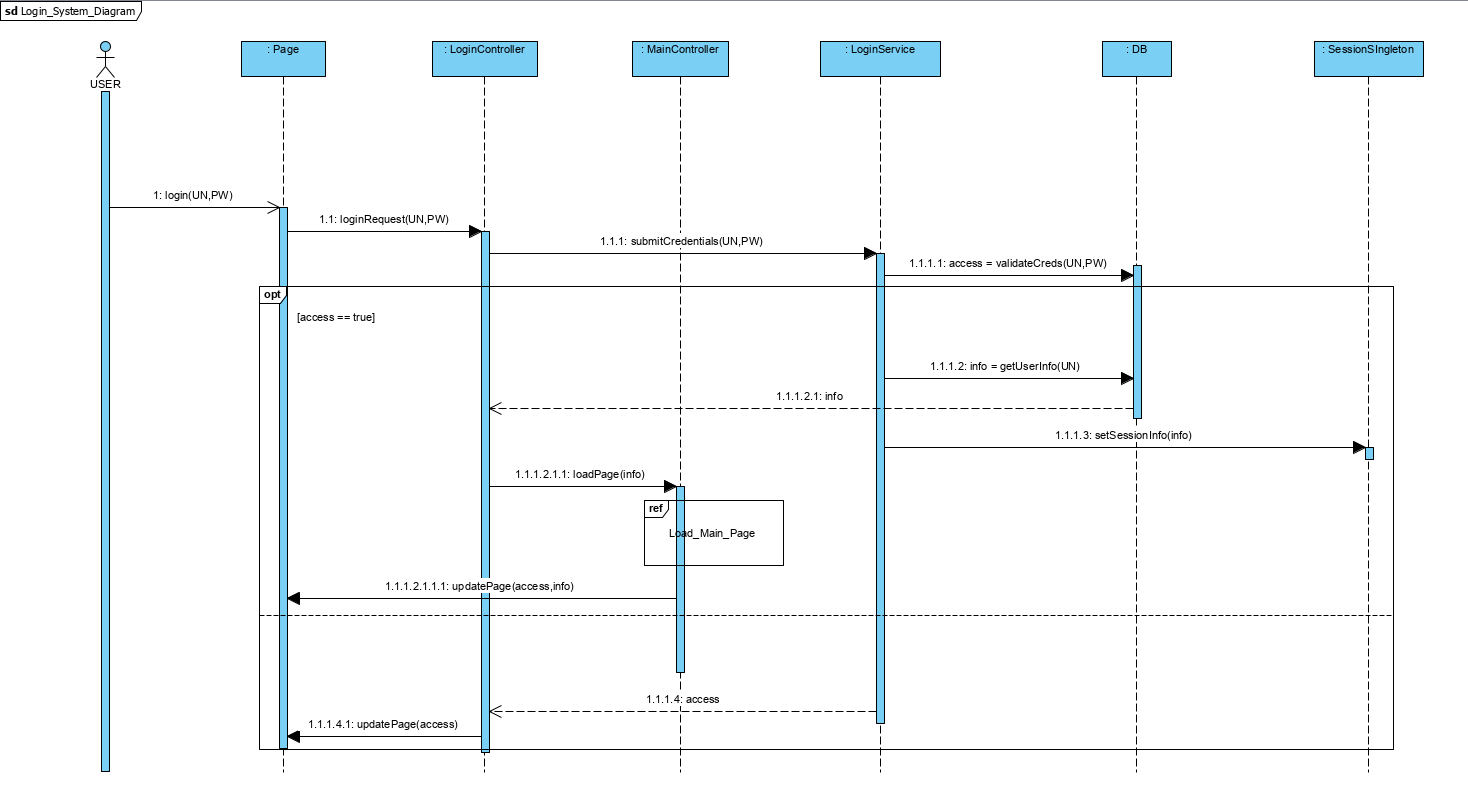 sd Login_System_Diagram
: Page
: LoginController
: MainController
: LoginService
: DB
: SessionSIngleton
USER
1: login(UN,PW)
1.1: loginRequest(UN,PW)
1.1.1: submitCredentials(UN,PW)
1.1.1.1: access = validateCreds(UN,PW)
opt
[access == true]
1.1.1.2: info = getUserInfo(UN)
1.1.1.2.1: info
1.1.1.3: setSessionInfo(info)
1.1.1.2.1.1: loadPage(info)
ref
Load_Main_Page
1.1.1.2.1.1.1: updatePage(access,info)
1.1.1.4: access
1.1.1.4.1: updatePage(access)